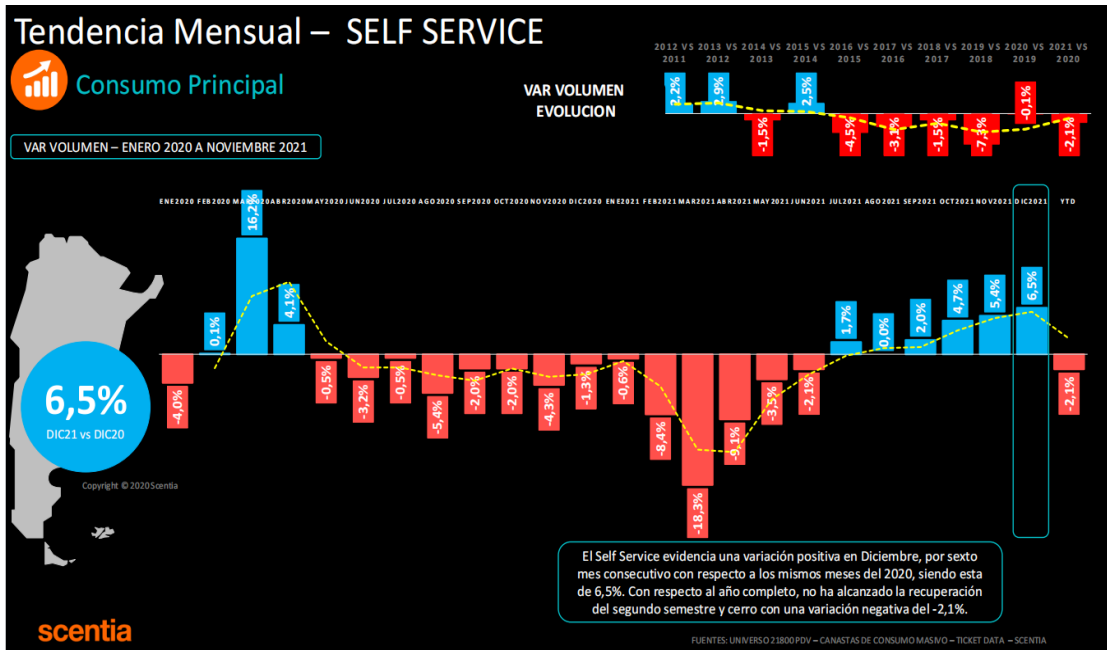 Tendencia Mensual – SELF SERVICE
Consumo Principal
VAR VOLUMEN
EVOLUCION
2012 VS 2013 VS 2014 VS 2015 VS 2016 VS 2017 VS 2018 VS 2019 VS 2020 VS 2021 VS
2011 2012 2013 2014 2015 2016 2017 2018 2019 2020
2,2% 2,9% -1,5% 2,5% -4,5% -3,1% -1,5% -7,3% -0,1% -2,1%
VAR VOLUMEN – ENERO 2020 A NOVIEMBRE 2021
ENE2020 FEB2020 MAR2020 ABR2020 MAY2020 JUN2020 JUL2020 AGO2020 SEP2020 OCT2020 NOV2020 DIC2020 ENE2021 FEB2021 MAR2021 ABR2021 MAY2021 JUN2021 JUL2021 AGO2021 SEP2021 OCT2021 NOV2021 DIC2021 YTD
-4,0% 0,1% 16,2% 4,1% -0,5% -3,2% -0,5% -5,4% -2,0% -2,0% -4,3% -1,3% -0,6% -8,4% -18,3% -9,1% -3,5% -2,1% 1,7% 0,0% 2,0% 4,7% 5,4% 6,5% -2,1%
6,5%
DIC21 vs DIC20
Copyright © 2020 Scentia
El Self Service evidencia una variación positiva en Diciembre, por sexto
mes consecutivo con respecto a los mismos meses del 2020, siendo esta
de 6,5%. Con respecto al año completo, no ha alcanzado la recuperación
del segundo semestre y cerro con una variación negativa del -2,1%.
scentia
FUENTES: UNIVERSO 21800 PDV – CANASTAS DE CONSUMO MASIVO – TICKET DATA – SCENTIA